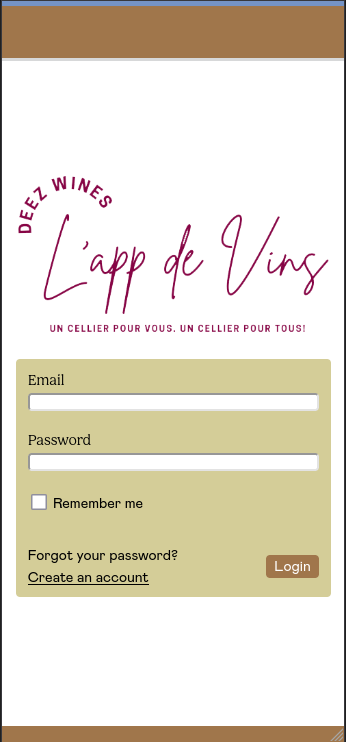 DEEZ WINES
L'app de Vins
UN CELLIER POUR VOUS. UN CELLIER POUR TOUS!
Email
Password
Remember me
Forgot your password?
Create an account
Login